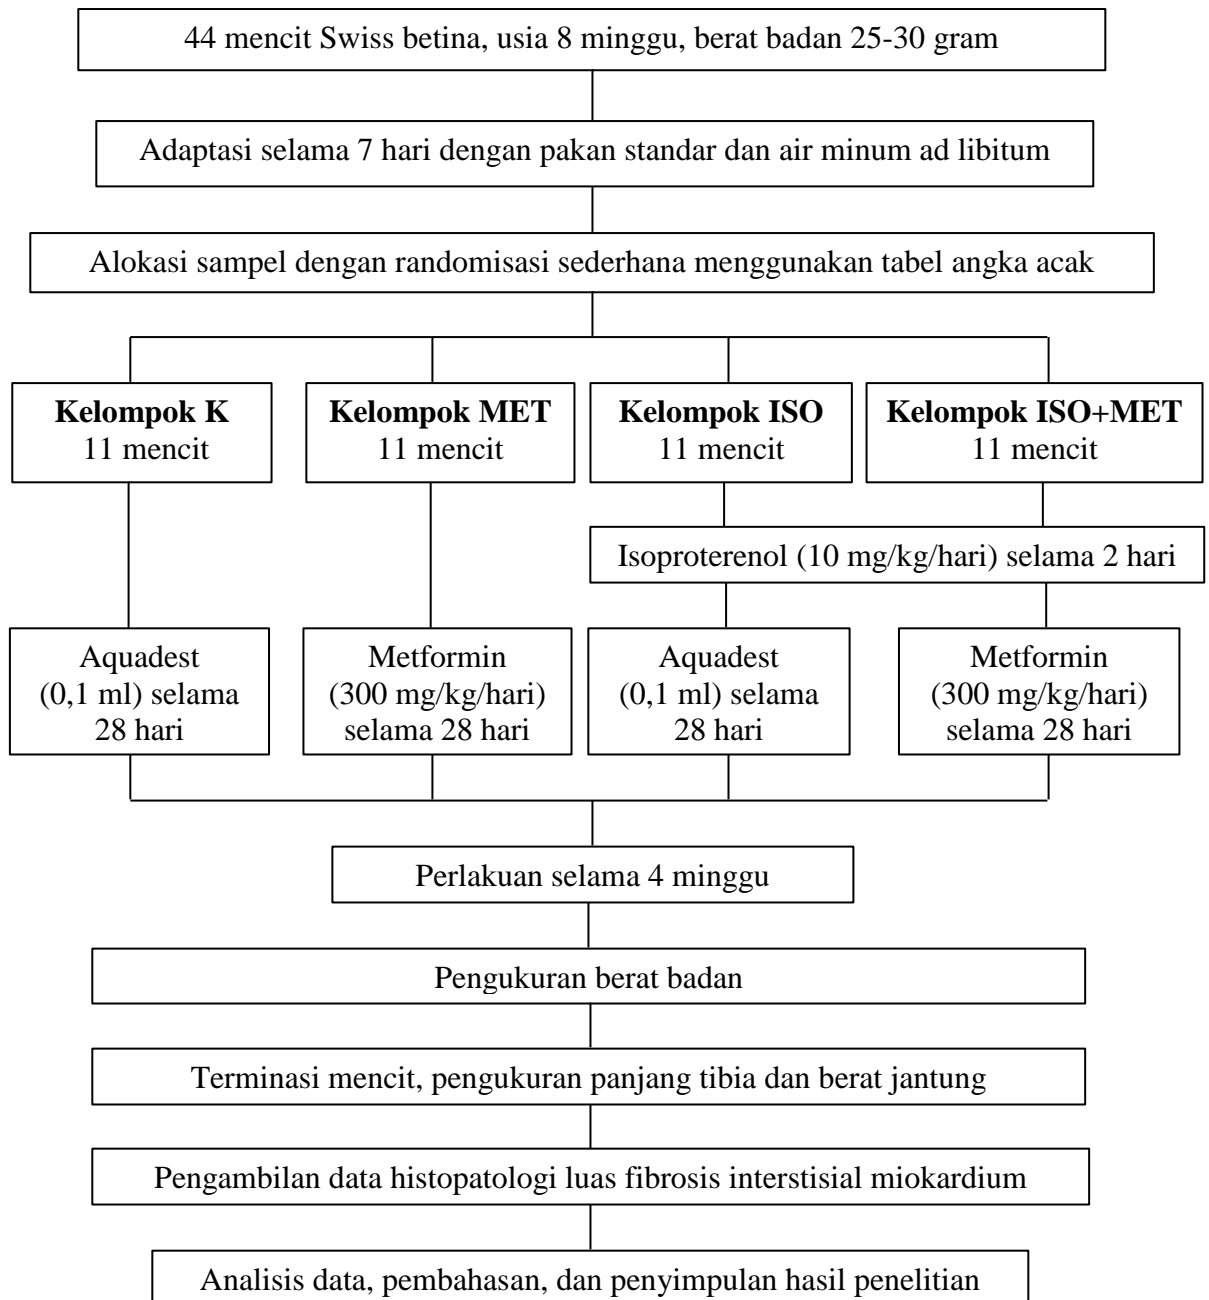 44 mencit Swiss betina, usia 8 minggu, berat badan 25-30 gram
Adaptasi selama 7 hari dengan pakan standar dan air minum ad libitum
Alokasi sampel dengan randomisasi sederhana menggunakan tabel angka acak
Kelompok K
11 mencit
Kelompok MET
11 mencit
Kelompok ISO
11 mencit
Kelompok ISO+MET
11 mencit
Isoproterenol (10 mg/kg/hari) selama 2 hari
Aquadest
(0,1 ml) selama
28 hari
Metformin
(300 mg/kg/hari)
selama 28 hari
Aquadest
(0,1 ml) selama
28 hari
Metformin
(300 mg/kg/hari)
selama 28 hari
Perlakuan selama 4 minggu
Pengukuran berat badan
Terminasi mencit, pengukuran panjang tibia dan berat jantung
Pengambilan data histopatologi luas fibrosis interstisial miokardium
Analisis data, pembahasan, dan penyimpulan hasil penelitian